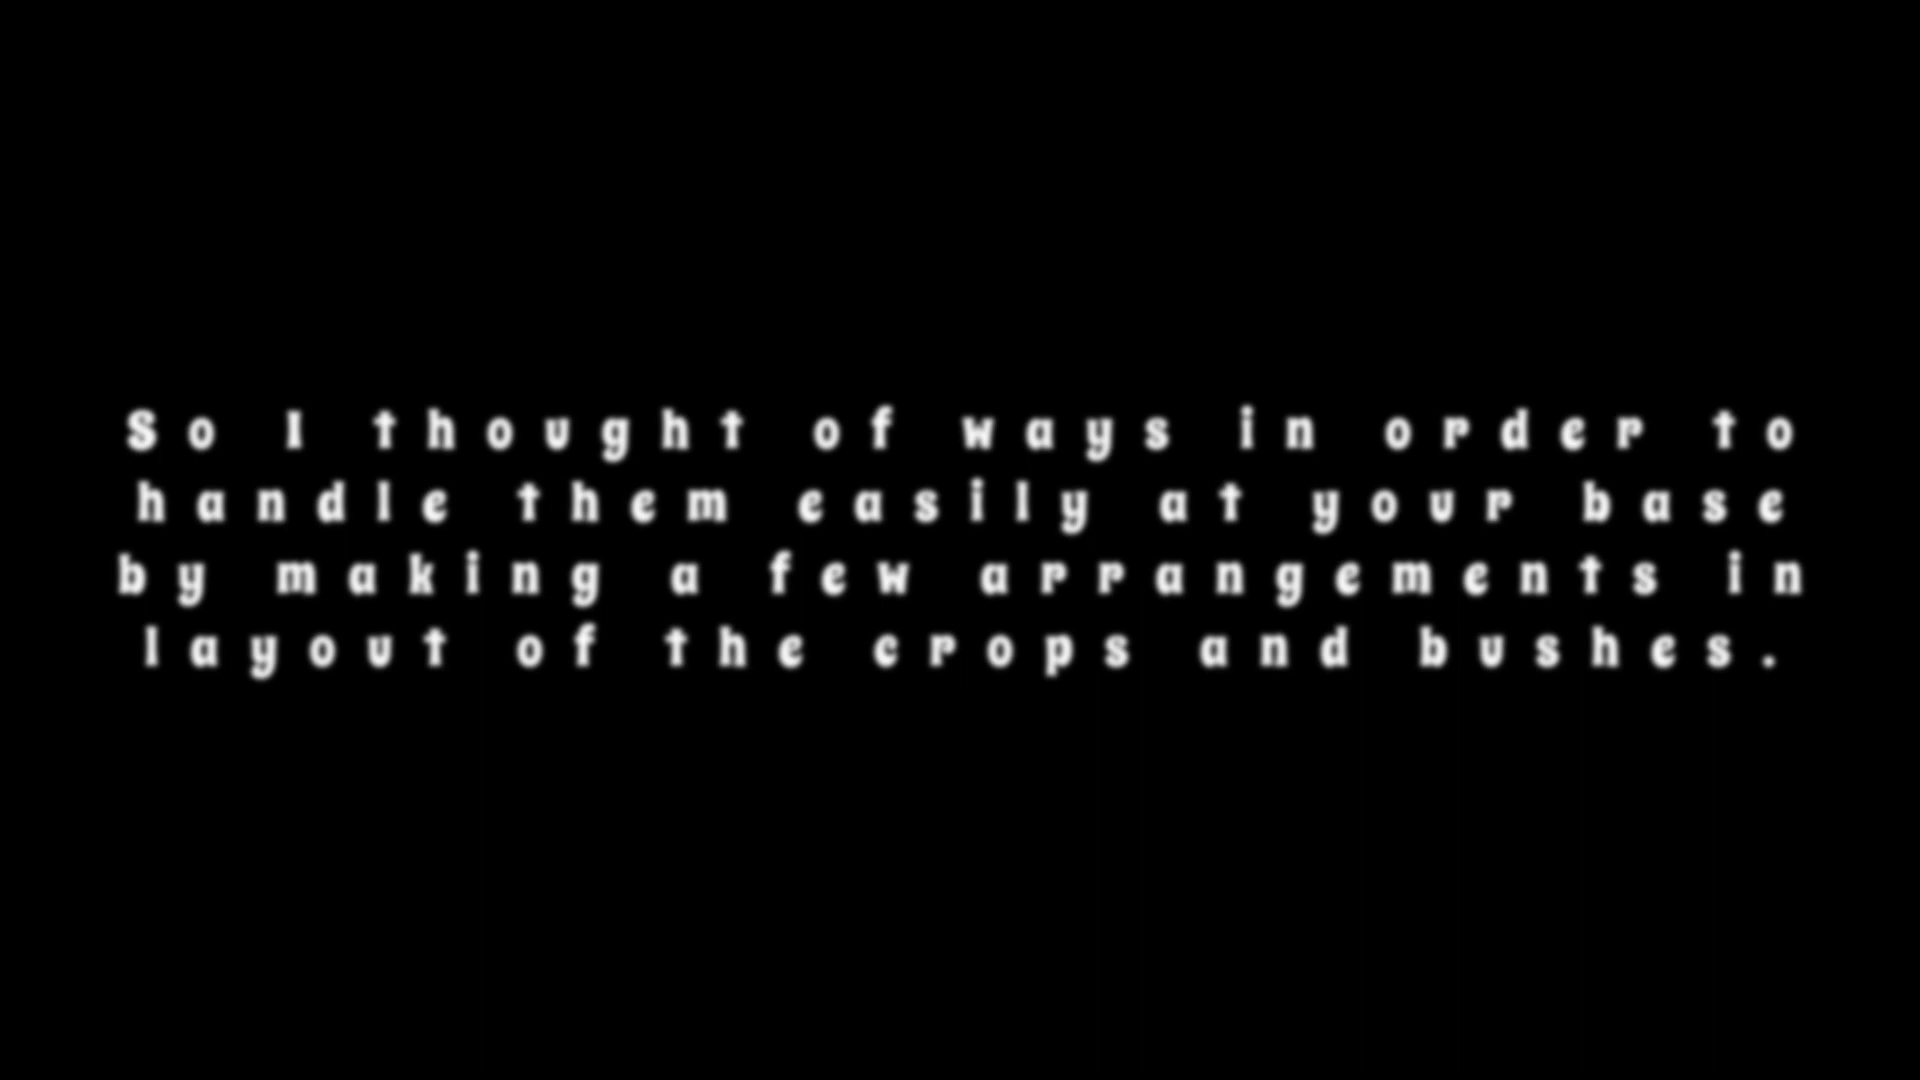 So I thought of ways in order to
handle them easily at your base
by making a few arrangements in
layout of the crops and bushes.